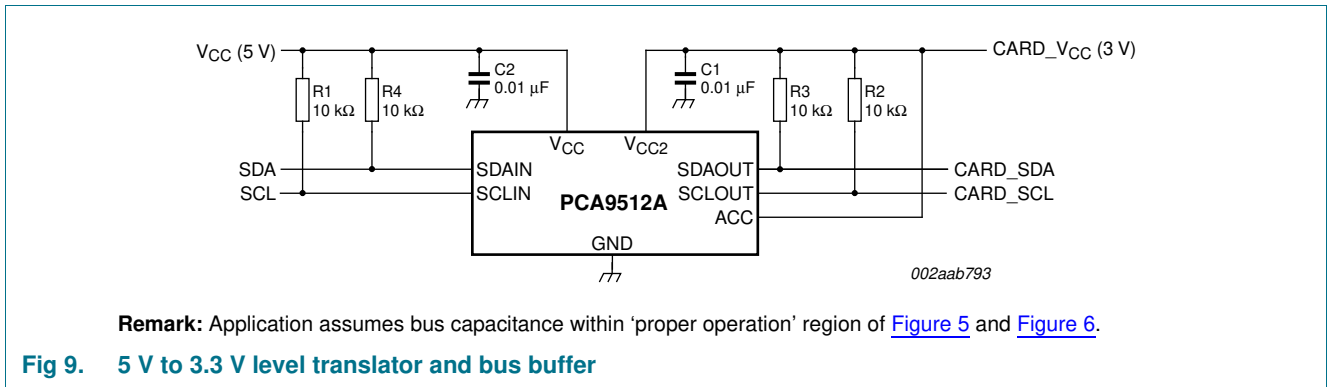 VCC (5 V)
CARD_VCC (3 V)
R1
10 kΩ
R4
10 kΩ
C2
0.01 μF
C1
0.01 μF
R3
10 kΩ
R2
10 kΩ
VCC
VCC2
SDA
SDAIN
SDAOUT
CARD_SDA
SCL
SCLIN
PCA9512A
SCLOUT
CARD_SCL
ACC
GND
002aab793
Remark: Application assumes bus capacitance within ‘proper operation’ region of Figure 5 and Figure 6.
Fig 9. 5 V to 3.3 V level translator and bus buffer